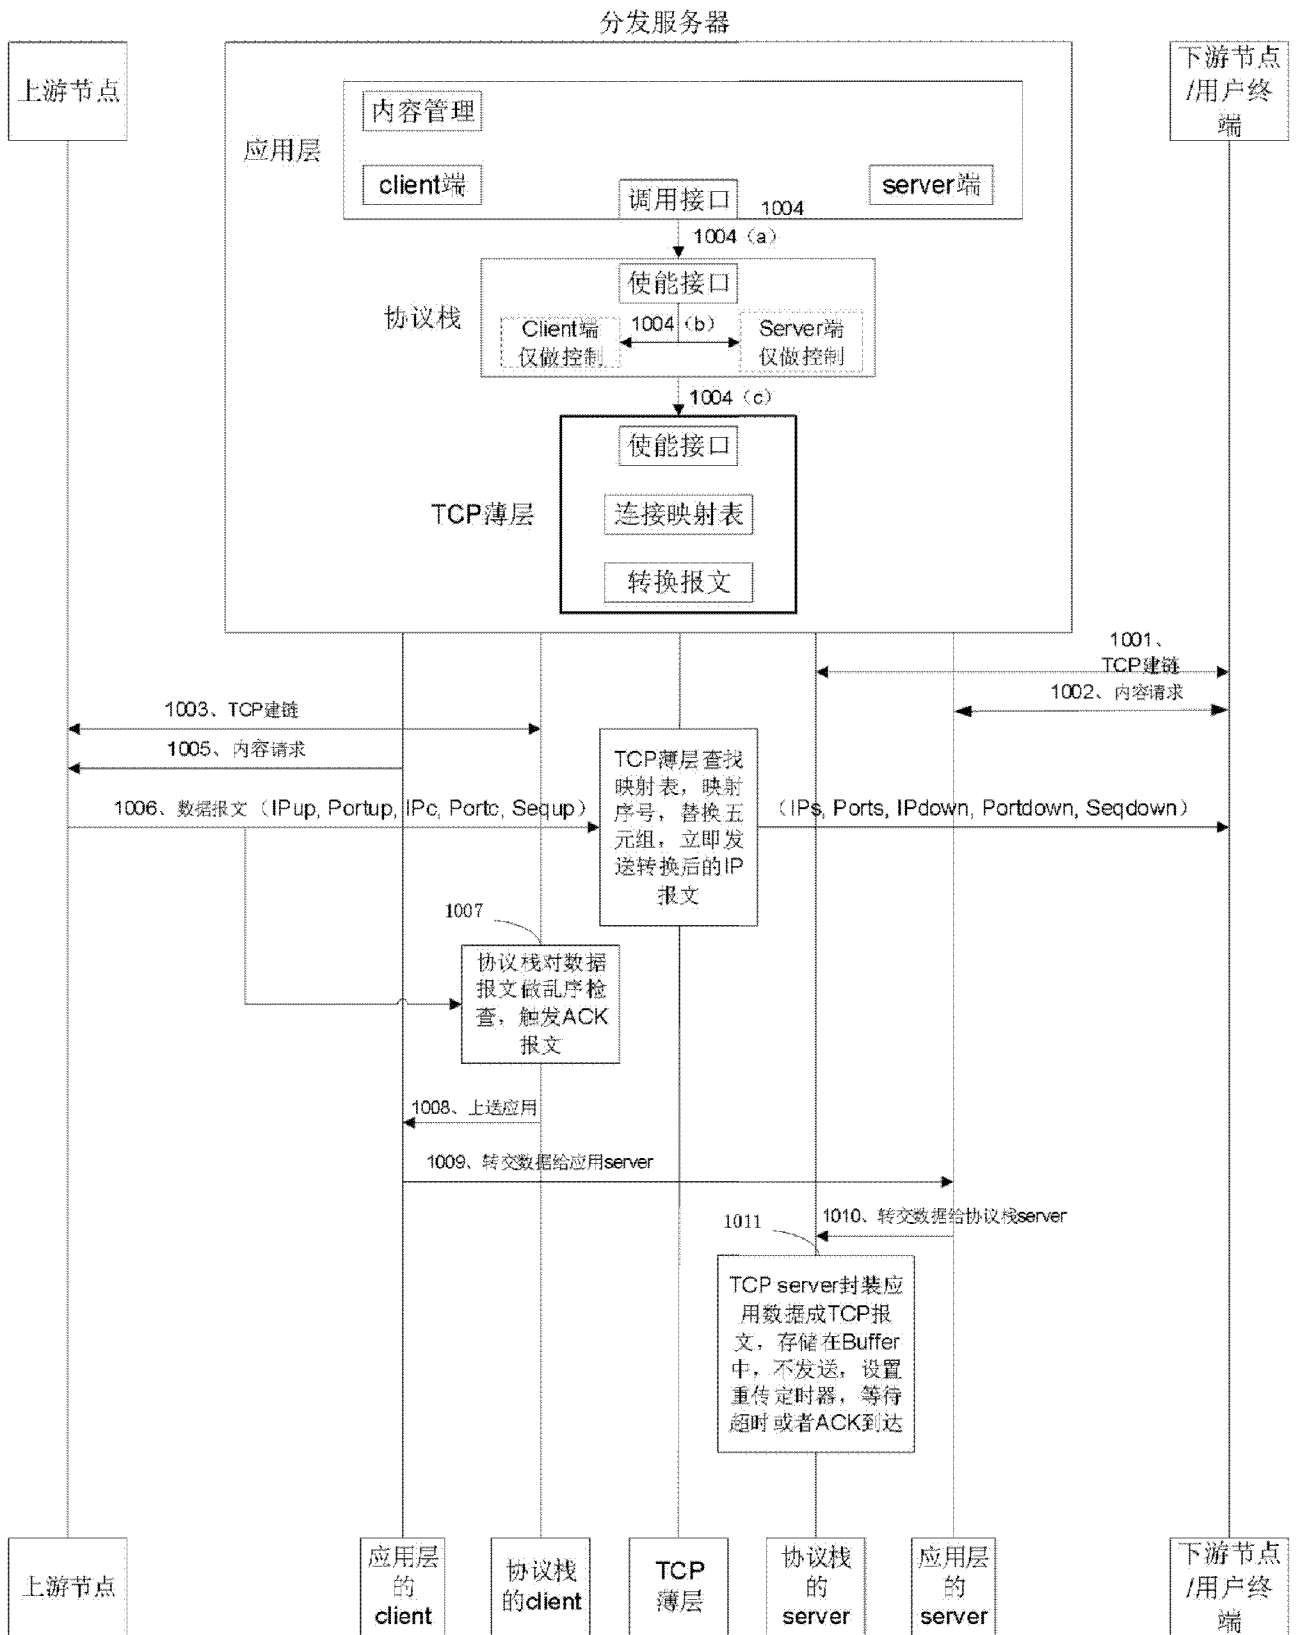 分发服务器
上游节点
下游节点
/用户终
端
内容管理
应用层
client端
server端
调用接口
1004
1004（a）
使能接口
协议栈
Client端
仅做控制
1004（b）
Server端
仅做控制
1004（c）
使能接口
TCP薄层
连接映射表
转换报文
1001、
TCP建链
1002、内容请求
1003、TCP建链
1005、内容请求
TCP薄层查找
映射表，映射
序号，替换五
元组，立即发
送转换后的IP
报文
1006、数据报文（IPup, Portup, IPc, Portc, Sequp）
（IPs, Ports, IPdown, Portdown, Seqdown）
1007
协议栈对数据
报文做乱序检
查，触发ACK
报文
1008、上送应用
1009、转交数据给应用server
1010、转交数据给协议栈server
1011
TCP server封装应
用数据成TCP报
文，存储在Buffer
中，不发送，设置
重传定时器，等待
超时或者ACK到达
上游节点
应用层
的
client
协议栈
的client
TCP
薄层
协议栈
的
server
应用层
的
server
下游节点
/用户终
端